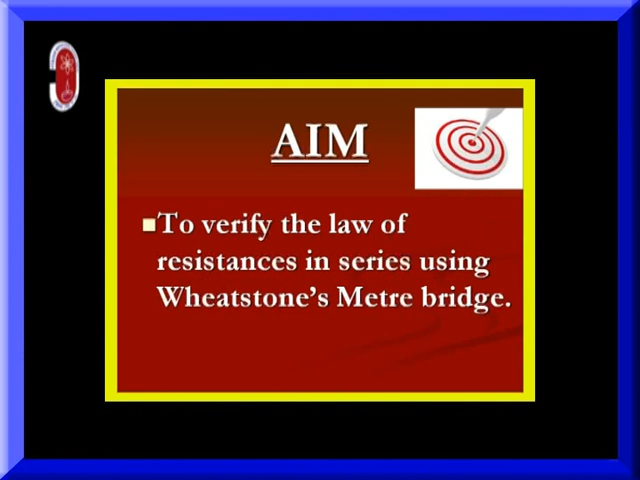 AIM
To verify the law of
resistances in series using
Wheatstone's Metre bridge.